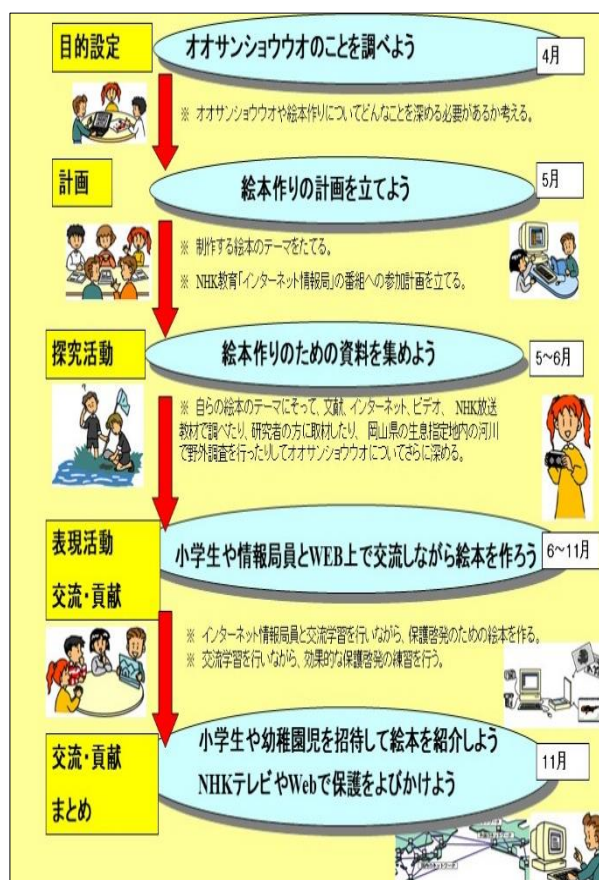 目的設定
オオサンショウウオのことを調べよう
4月
※ オオサンショウウオや絵本作りについてどんなことを深める必要があるか考える。
計画
絵本作りの計画を立てよう
5月
※ 制作する絵本のテーマをたてる。
※ NHK教育「インターネット情報局」の番組への参加計画を立てる。
探究活動
絵本作りのための資料を集めよう
5～6月
※ 自らの絵本のテーマにそって、文献、インターネット、ビデオ、 NHK放送
教材で調べたり、研究者の方に取材したり、 岡山県の生息指定地内の河川
で野外調査を行ったりしてオオサンショウウオについてさらに深める。
表現活動
交流・貢献
小学生や情報局員とWEB上で交流しながら絵本を作ろう
6～11月
※ インターネット情報局員と交流学習を行いながら、保護啓発のための絵本を作る。
※ 交流学習を行いながら、効果的な保護啓発の練習を行う。
交流・貢献
まとめ
小学生や幼稚園児を招待して絵本を紹介しよう
NHKテレビやWebで保護をよびかけよう
11月